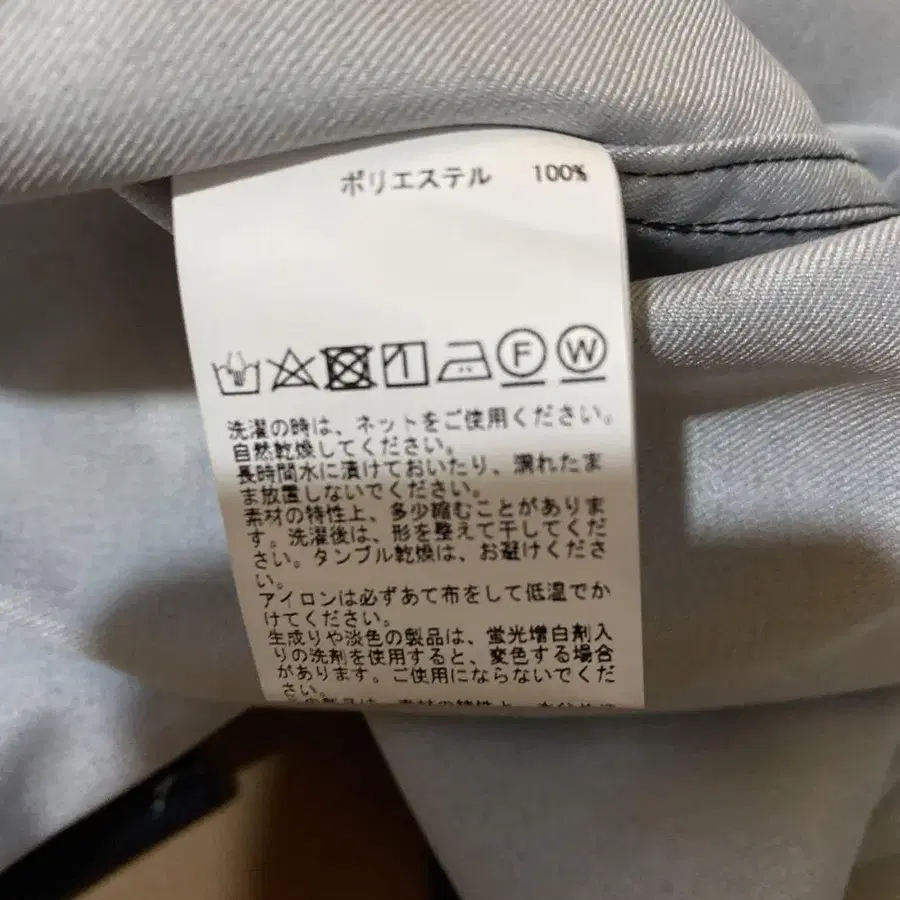 ポリエステル 100%
F W
洗濯の時は、ネットをご使用ください。
自然乾燥してください。
長時間水に漬けておいたり、濡れたま
ま放置しないでください。
素材の特性上、多少縮むことがありま
す。洗濯後は、形を整えて干してくだ
さい。タンブル乾燥は、お避けくださ
い。
アイロンは必ずあて布をして低温でか
けてください。
生成りや淡色の製品は、蛍光増白剤入
りの洗剤を使用すると、変色する場合
があります。ご使用にならないでくだ
さい。